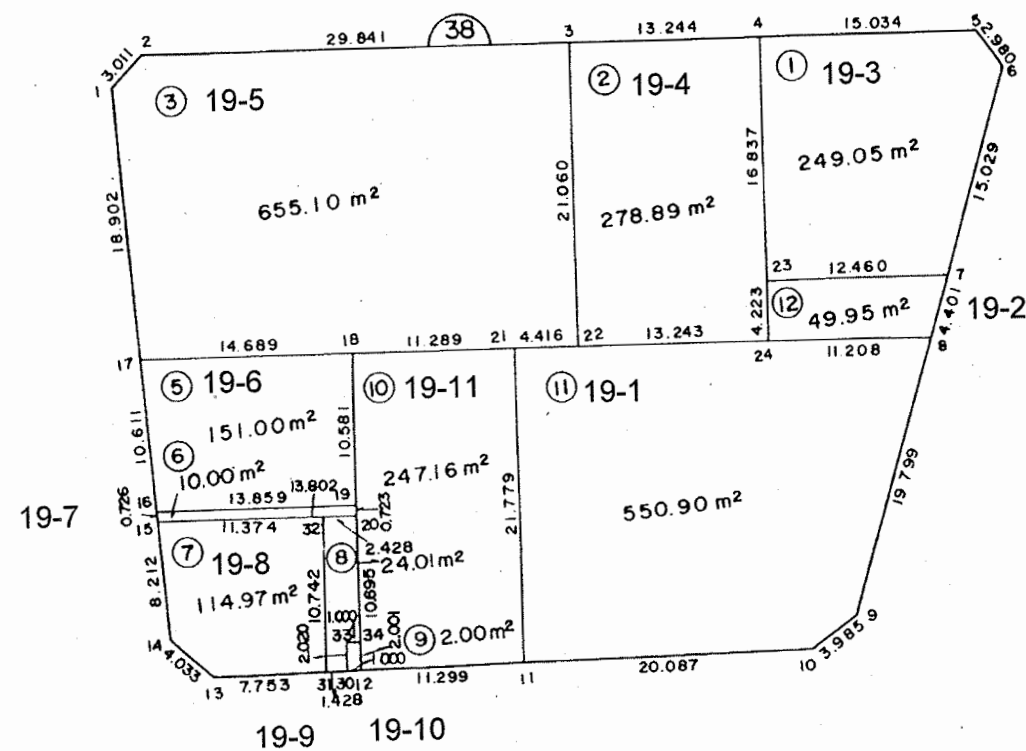 2 29.841 38 3 13.244 4 15.034 5 2.980 6
1 3.011
③ 19-5
② 19-4
① 19-3
655.10 m²
278.89 m²
249.05 m²
18.902
21.060
16.837
15.029
23 12.460 7
⑫ 49.95 m²
4.223
4.401
19-2
17 14.689 18 11.289 21 4.416 22 13.243 24 11.208 8
⑤ 19-6
⑩ 19-11
⑪ 19-1
151.00 m²
10.611
10.581
⑥ 10.00 m²
247.16 m²
21.779
550.90 m²
19.799
19-7
0.726
16 13.859 13.802 19
15 11.374 32 20 0.723
2.428
⑦ 19-8
⑧ 24.01 m²
114.97 m²
8.212
10.742
10.695
1.000
33 34 2.001
2.020
⑨ 2.00 m²
1.000
14 4.033
13 7.753 31 30 12 11.299 11 20.087 10 3.985 9
1.428
19-9 19-10